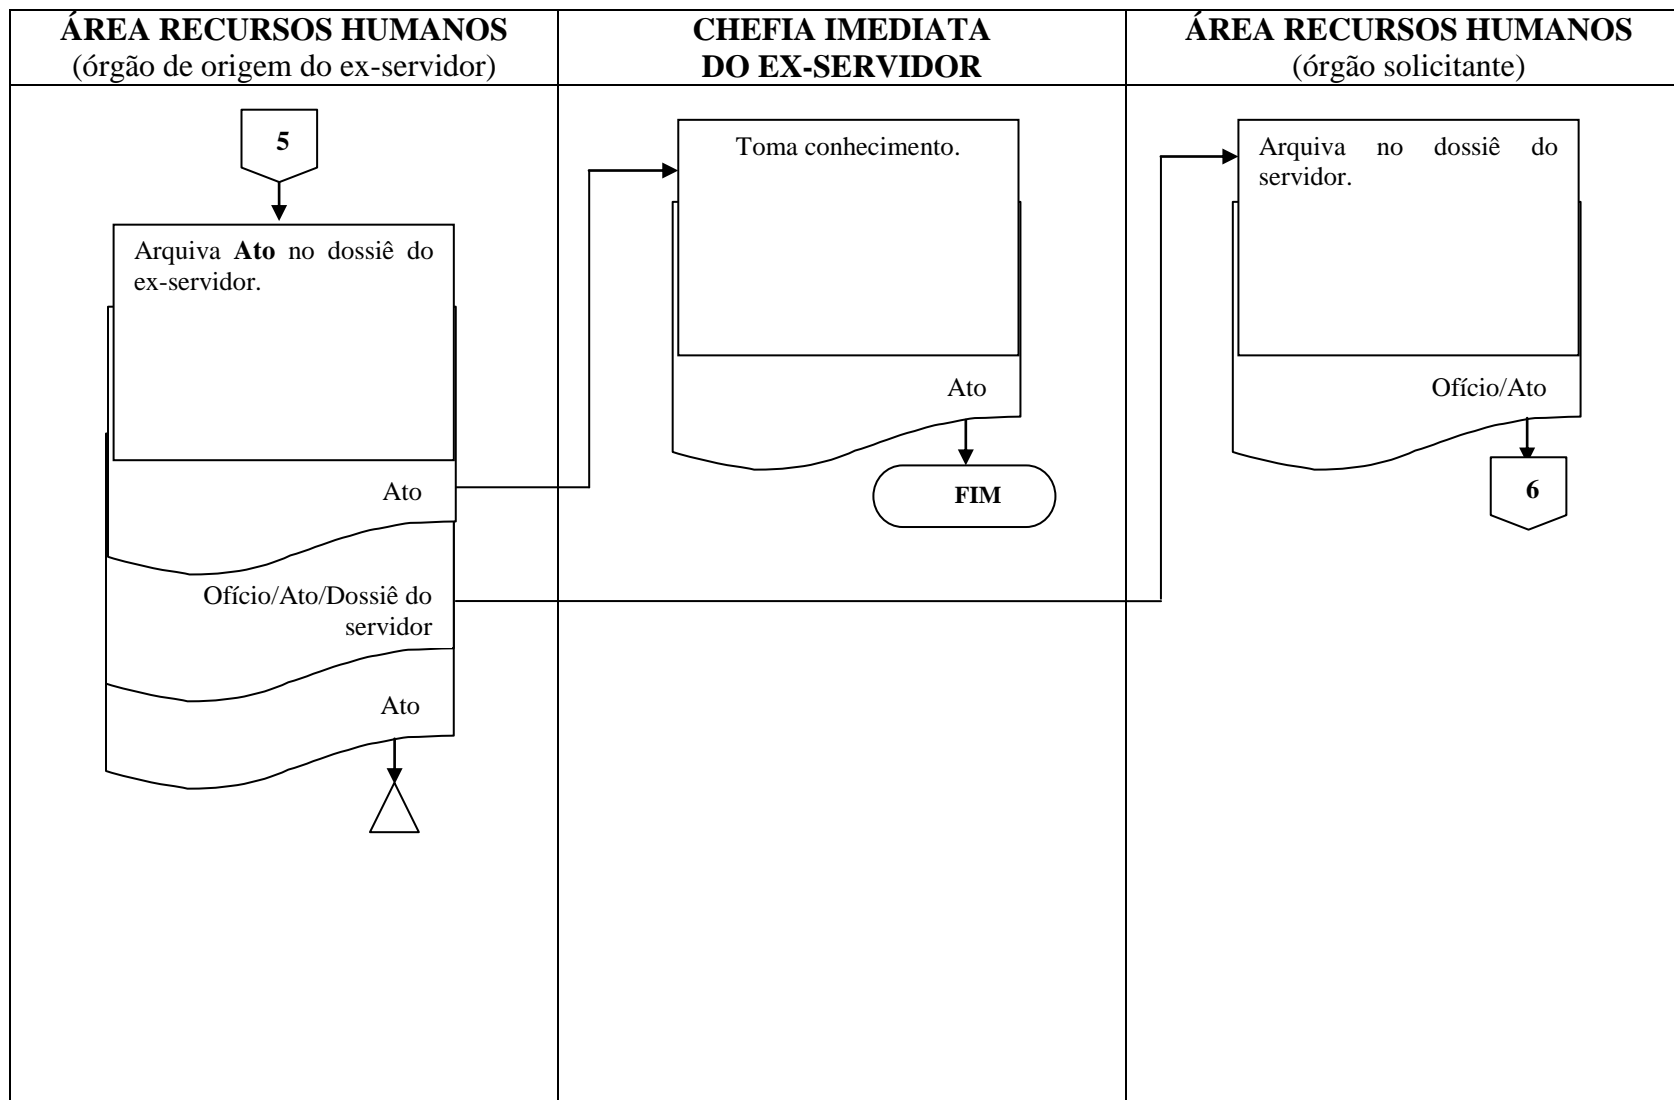 ÁREA RECURSOS HUMANOS
(órgão de origem do ex-servidor)
CHEFIA IMEDIATA
DO EX-SERVIDOR
ÁREA RECURSOS HUMANOS
(órgão solicitante)
5
Arquiva Ato no dossiê do
ex-servidor.
Ato
Ofício/Ato/Dossiê do
servidor
Ato
Toma conhecimento.
Ato
FIM
Arquiva no dossiê do
servidor.
Ofício/Ato
6